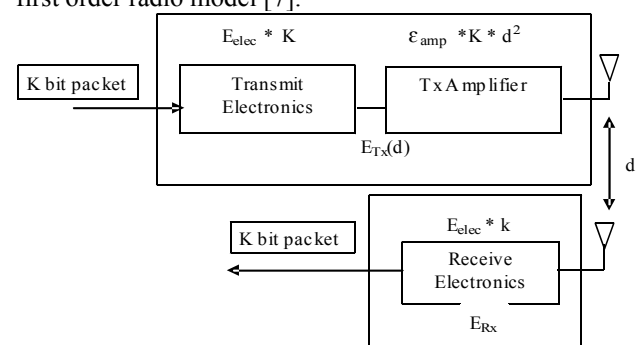 first order radio model [7].
E_elec * K
ε_amp *K * d²
K bit packet
Transmit
Electronics
Tx Amplifier
E_Tx(d)
d
E_elec * k
K bit packet
Receive
Electronics
E_Rx